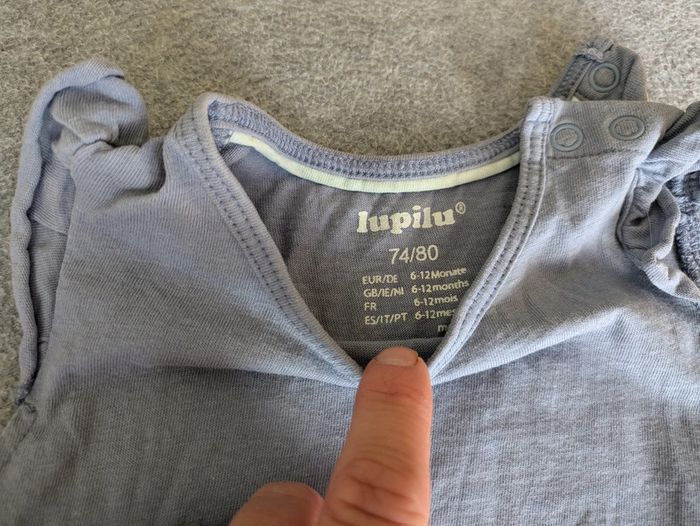 lupilu®
74/80
EUR/DE 6-12Monate
GB/IE/NI 6-12months
FR 6-12mois
ES/IT/PT 6-12mes
m